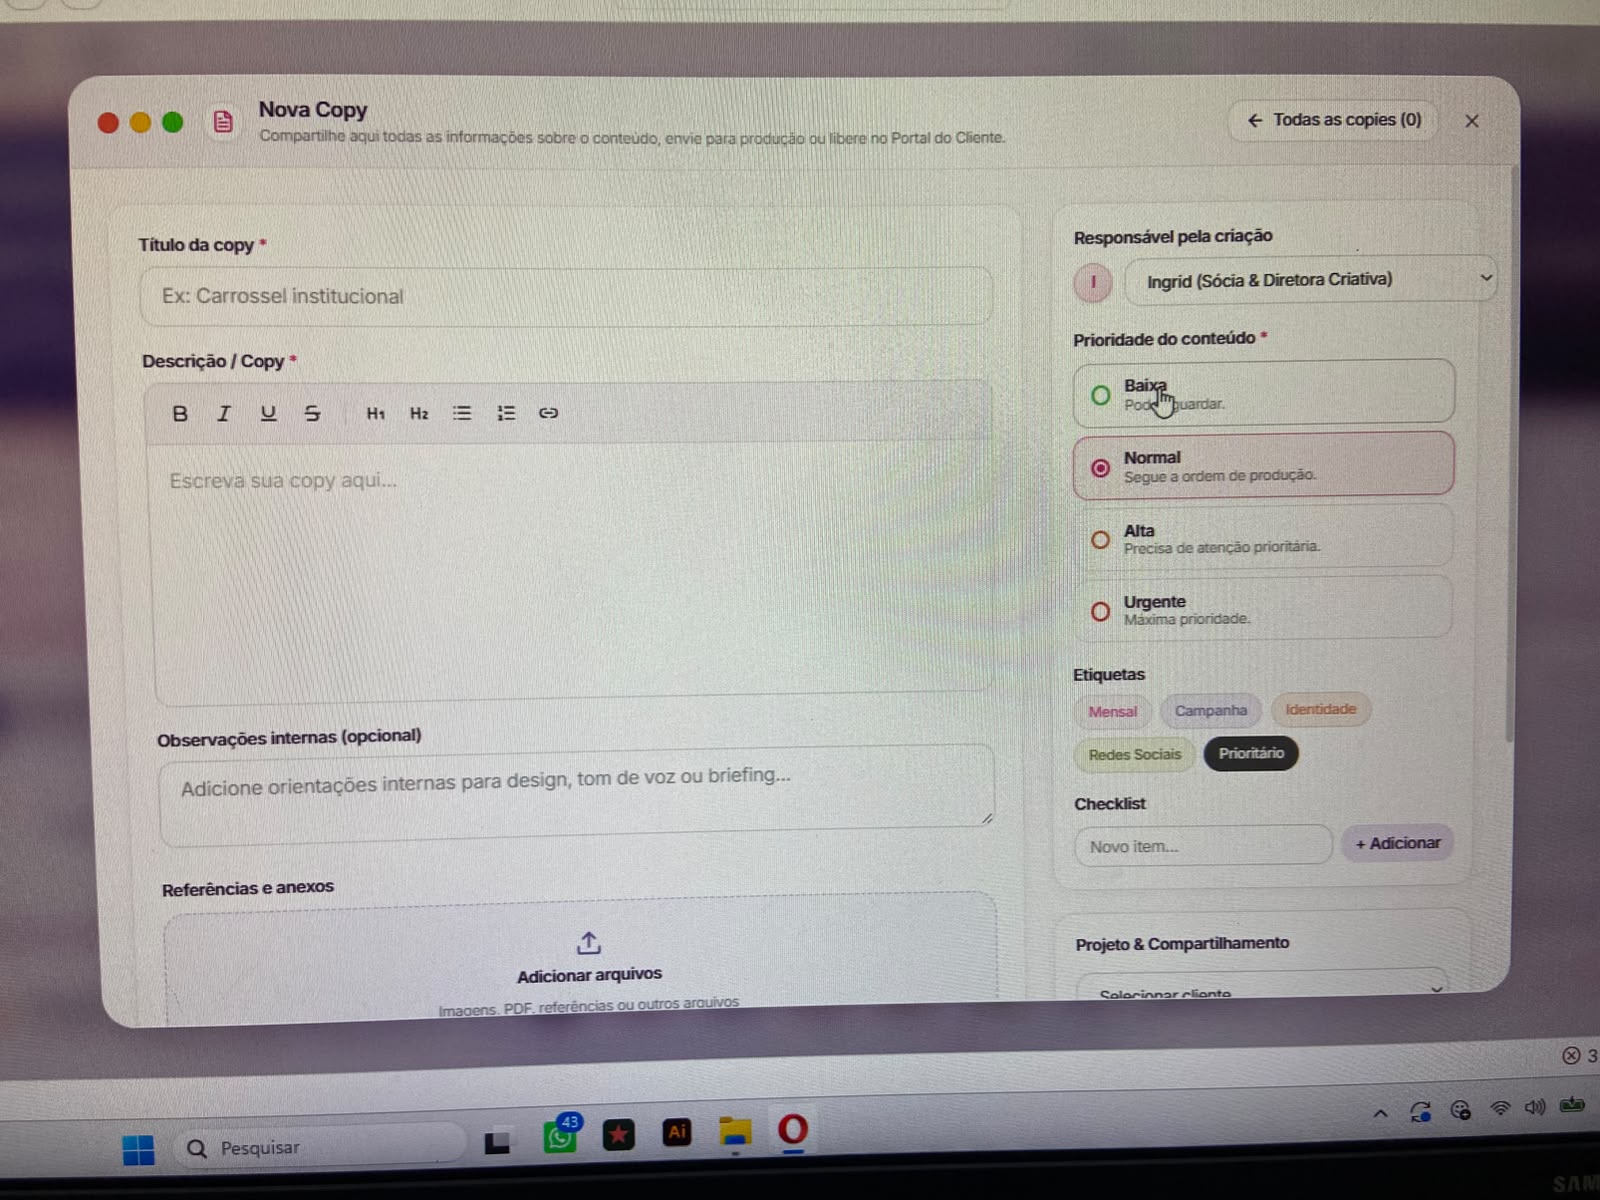 Nova Copy
Compartilhe aqui todas as informações sobre o conteúdo, envie para produção ou libere no Portal do Cliente.
← Todas as copies (0)
Título da copy *
Ex: Carrossel institucional
Descrição / Copy *
B I U S H1 H2
Escreva sua copy aqui...
Observações internas (opcional)
Adicione orientações internas para design, tom de voz ou briefing...
Referências e anexos
Adicionar arquivos
Imagens, PDF, referências ou outros arquivos
Responsável pela criação
I
Ingrid (Sócia & Diretora Criativa)
Prioridade do conteúdo *
Baixa
Normal
Segue a ordem de produção.
Alta
Precisa de atenção prioritária.
Urgente
Máxima prioridade.
Etiquetas
Mensal Campanha Identidade
Redes Sociais Prioritário
Checklist
Novo item...
+ Adicionar
Projeto & Compartilhamento
Selecionar cliente
3
Pesquisar
43
Ai